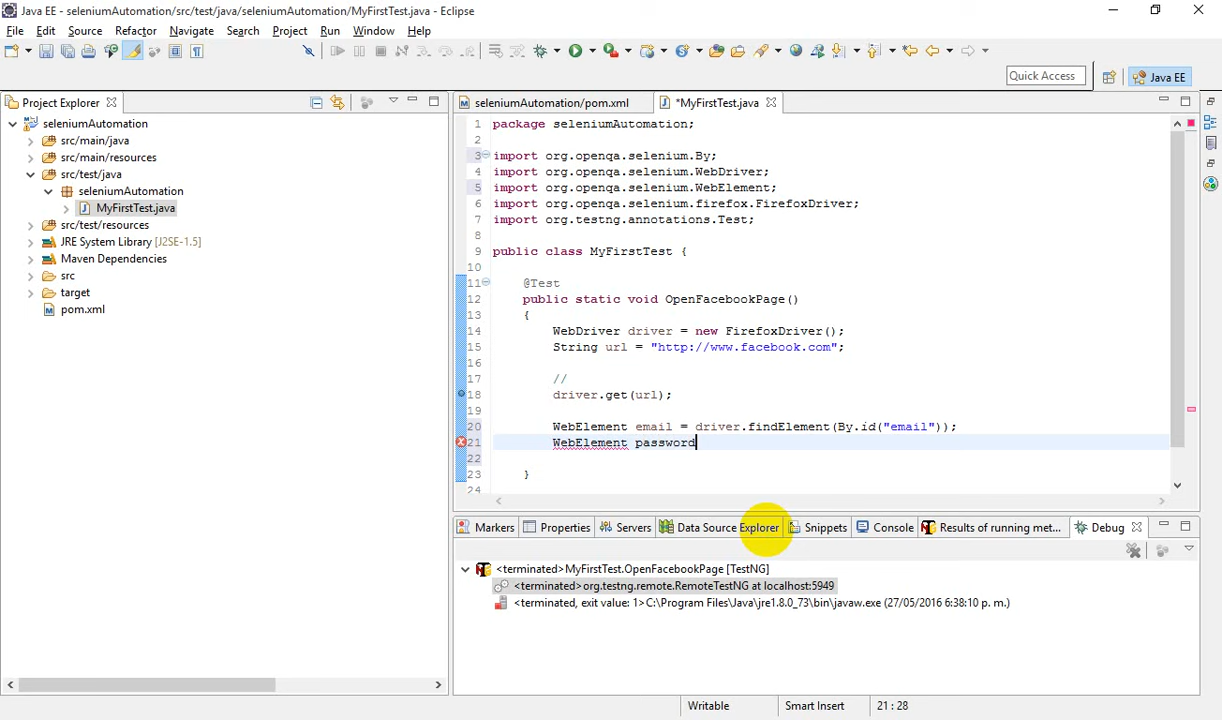 Java EE - seleniumAutomation/src/test/java/seleniumAutomation/MyFirstTest.java - Eclipse
File Edit Source Refactor Navigate Search Project Run Window Help
Quick Access
Java EE
Project Explorer
seleniumAutomation
src/main/java
src/main/resources
src/test/java
seleniumAutomation
MyFirstTest.java
src/test/resources
JRE System Library [J2SE-1.5]
Maven Dependencies
src
target
pom.xml
seleniumAutomation/pom.xml
*MyFirstTest.java
1 package seleniumAutomation;
2
3 import org.openqa.selenium.By;
4 import org.openqa.selenium.WebDriver;
5 import org.openqa.selenium.WebElement;
6 import org.openqa.selenium.firefox.FirefoxDriver;
7 import org.testng.annotations.Test;
8
9 public class MyFirstTest {
10
11 @Test
12 public static void OpenFacebookPage()
13 {
14 WebDriver driver = new FirefoxDriver();
15 String url = "http://www.facebook.com";
16
17 //
18 driver.get(url);
19
20 WebElement email = driver.findElement(By.id("email"));
21 WebElement password
22
23 }
24
Markers Properties Servers Data Source Explorer Snippets Console Results of running met... Debug
<terminated>MyFirstTest.OpenFacebookPage [TestNG]
<terminated>org.testng.remote.RemoteTestNG at localhost:5949
<terminated, exit value: 1>C:\Program Files\Java\jre1.8.0_73\bin\javaw.exe (27/05/2016 6:38:10 p. m.)
Writable Smart Insert 21 : 28